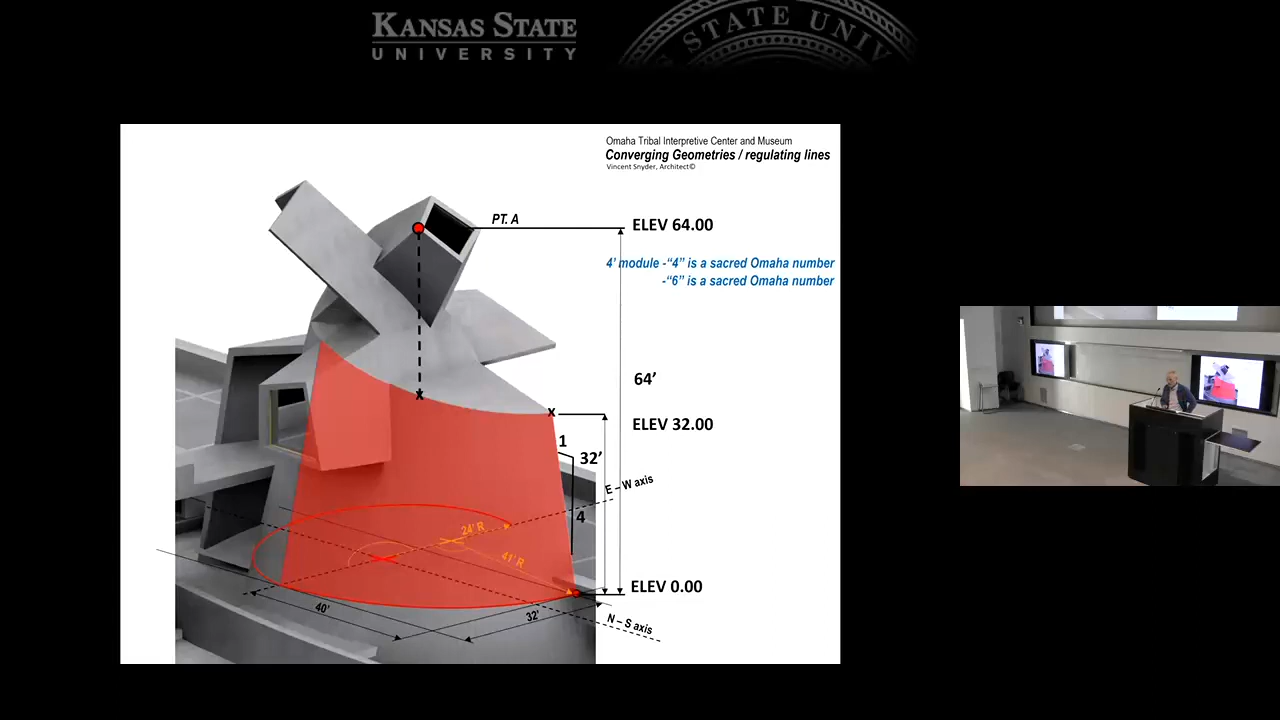 KANSAS STATE
UNIVERSITY
STATE UNIV
Omaha Tribal Interpretive Center and Museum
Converging Geometries / regulating lines
Vincent Snyder, Architect©
PT. A
ELEV 64.00
4' module -“4” is a sacred Omaha number
-“6” is a sacred Omaha number
64'
x
x
ELEV 32.00
1
32'
E – W axis
4
24' R
41' R
ELEV 0.00
40'
32'
N – S axis